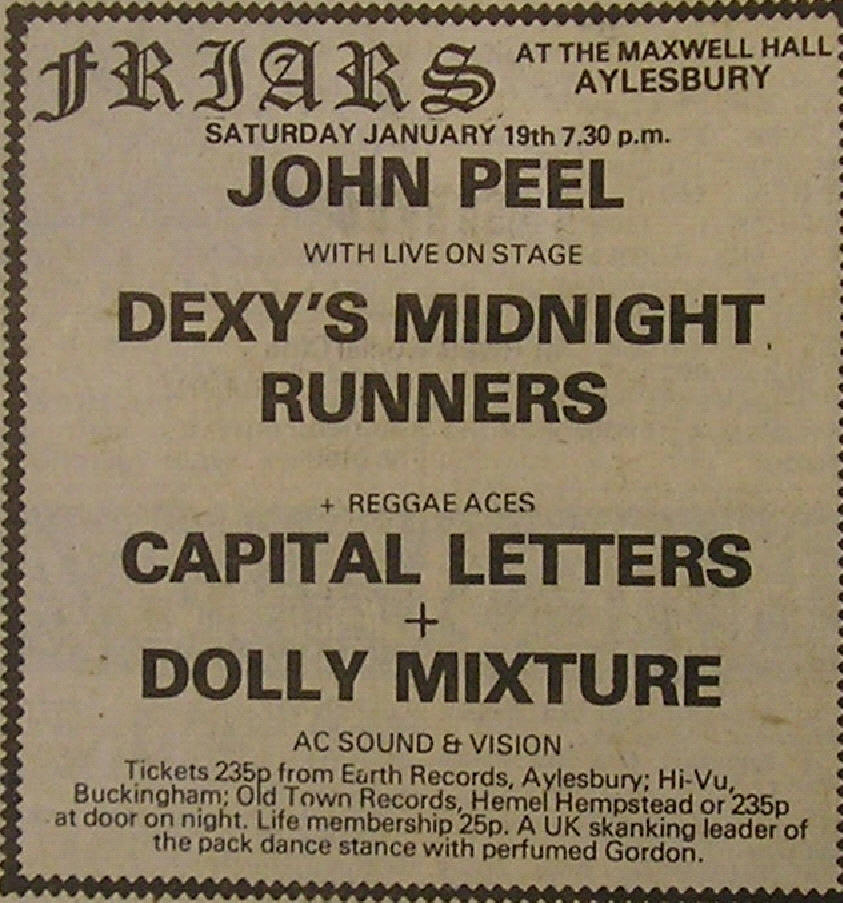 FRIARS
AT THE MAXWELL HALL
AYLESBURY
SATURDAY JANUARY 19th 7.30 p.m.
JOHN PEEL
WITH LIVE ON STAGE
DEXY'S MIDNIGHT
RUNNERS
+ REGGAE ACES
CAPITAL LETTERS
+
DOLLY MIXTURE
AC SOUND & VISION
Tickets 235p from Earth Records, Aylesbury; Hi-Vu,
Buckingham; Old Town Records, Hemel Hempstead or 235p
at door on night. Life membership 25p. A UK skanking leader of
the pack dance stance with perfumed Gordon.